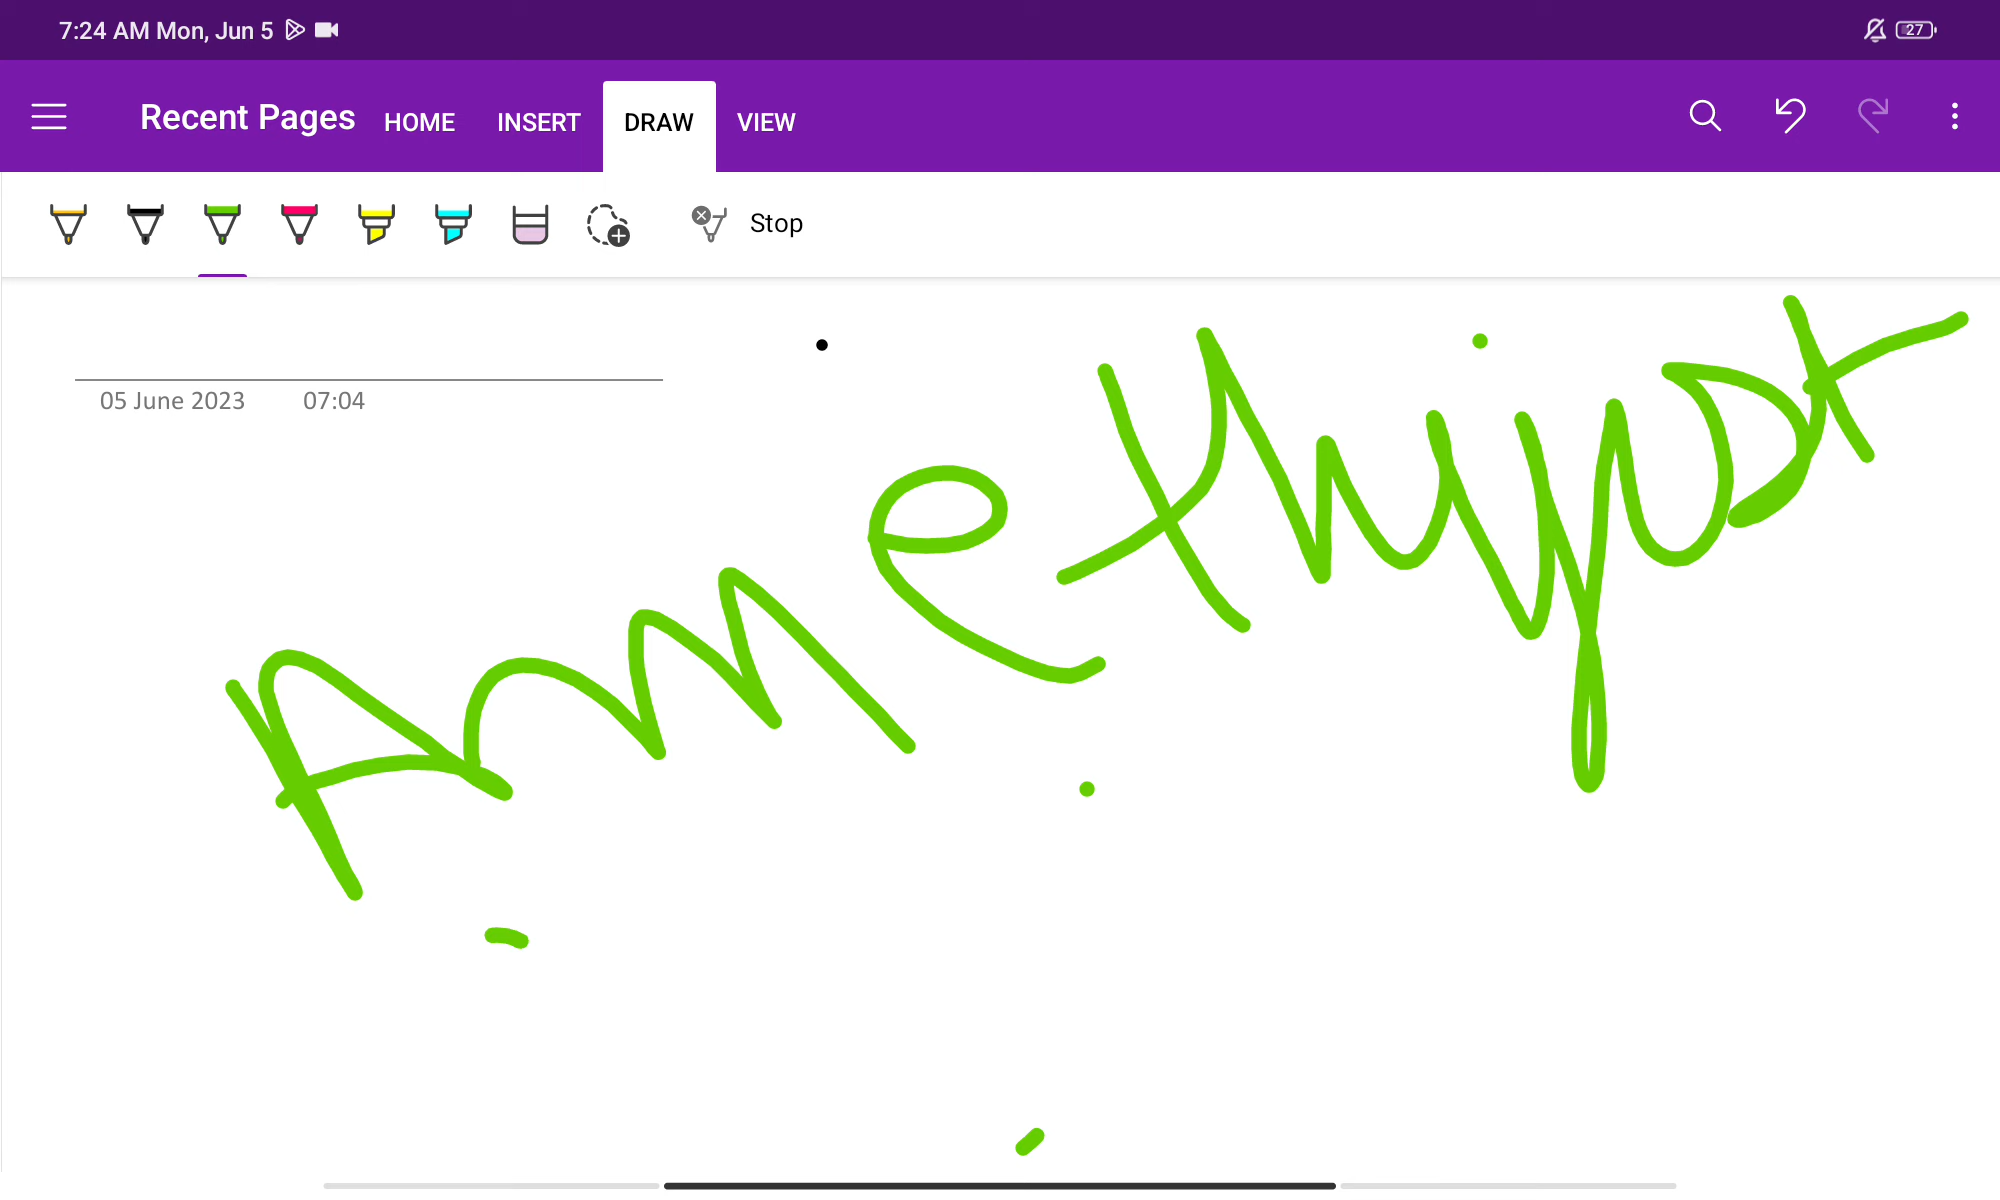 7:24 AM Mon, Jun 5 27
Recent Pages HOME INSERT DRAW VIEW
Stop
05 June 2023 07:04
Amethyst